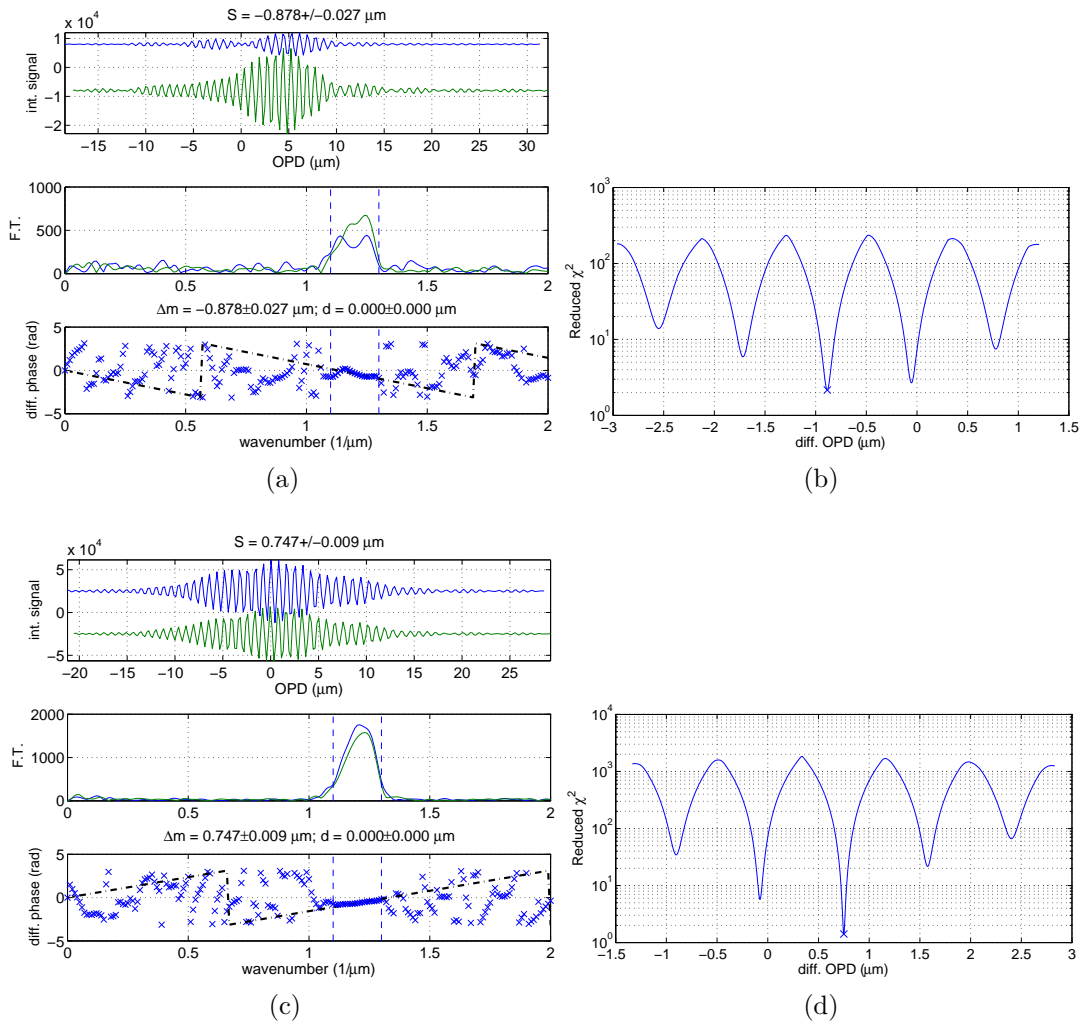 x 10^4
S = −0.878+/−0.027 μm
1
0
−1
−2
int. signal
−15 −10 −5 0 5 10 15 20 25 30
OPD (μm)
1000
500
0
F.T.
0 0.5 1 1.5 2
Δm = −0.878±0.027 μm; d = 0.000±0.000 μm
5
0
−5
diff. phase (rad)
0 0.5 1 1.5 2
wavenumber (1/μm)
(a)
10^3
10^2
10^1
10^0
Reduced χ^2
−3 −2.5 −2 −1.5 −1 −0.5 0 0.5 1 1.5
diff. OPD (μm)
(b)
x 10^4
S = 0.747+/−0.009 μm
5
0
−5
int. signal
−20 −15 −10 −5 0 5 10 15 20 25
OPD (μm)
2000
1000
0
F.T.
0 0.5 1 1.5 2
Δm = 0.747±0.009 μm; d = 0.000±0.000 μm
5
0
−5
diff. phase (rad)
0 0.5 1 1.5 2
wavenumber (1/μm)
(c)
10^4
10^3
10^2
10^1
10^0
Reduced χ^2
−1.5 −1 −0.5 0 0.5 1 1.5 2 2.5 3
diff. OPD (μm)
(d)